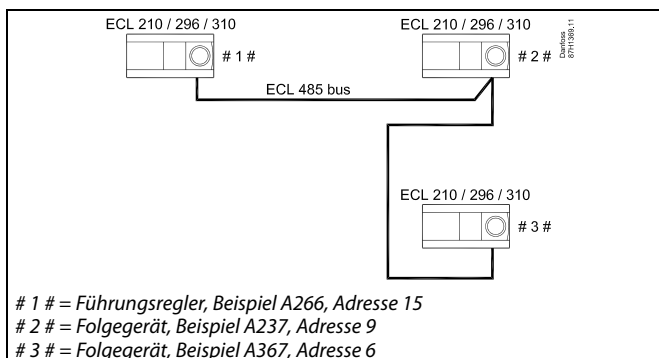 ECL 210 / 296 / 310
# 1 #
ECL 210 / 296 / 310
# 2 #
Danfoss
87H1369.11
ECL 485 bus
ECL 210 / 296 / 310
# 3 #
# 1 # = Führungsregler, Beispiel A266, Adresse 15
# 2 # = Folgegerät, Beispiel A237, Adresse 9
# 3 # = Folgegerät, Beispiel A367, Adresse 6